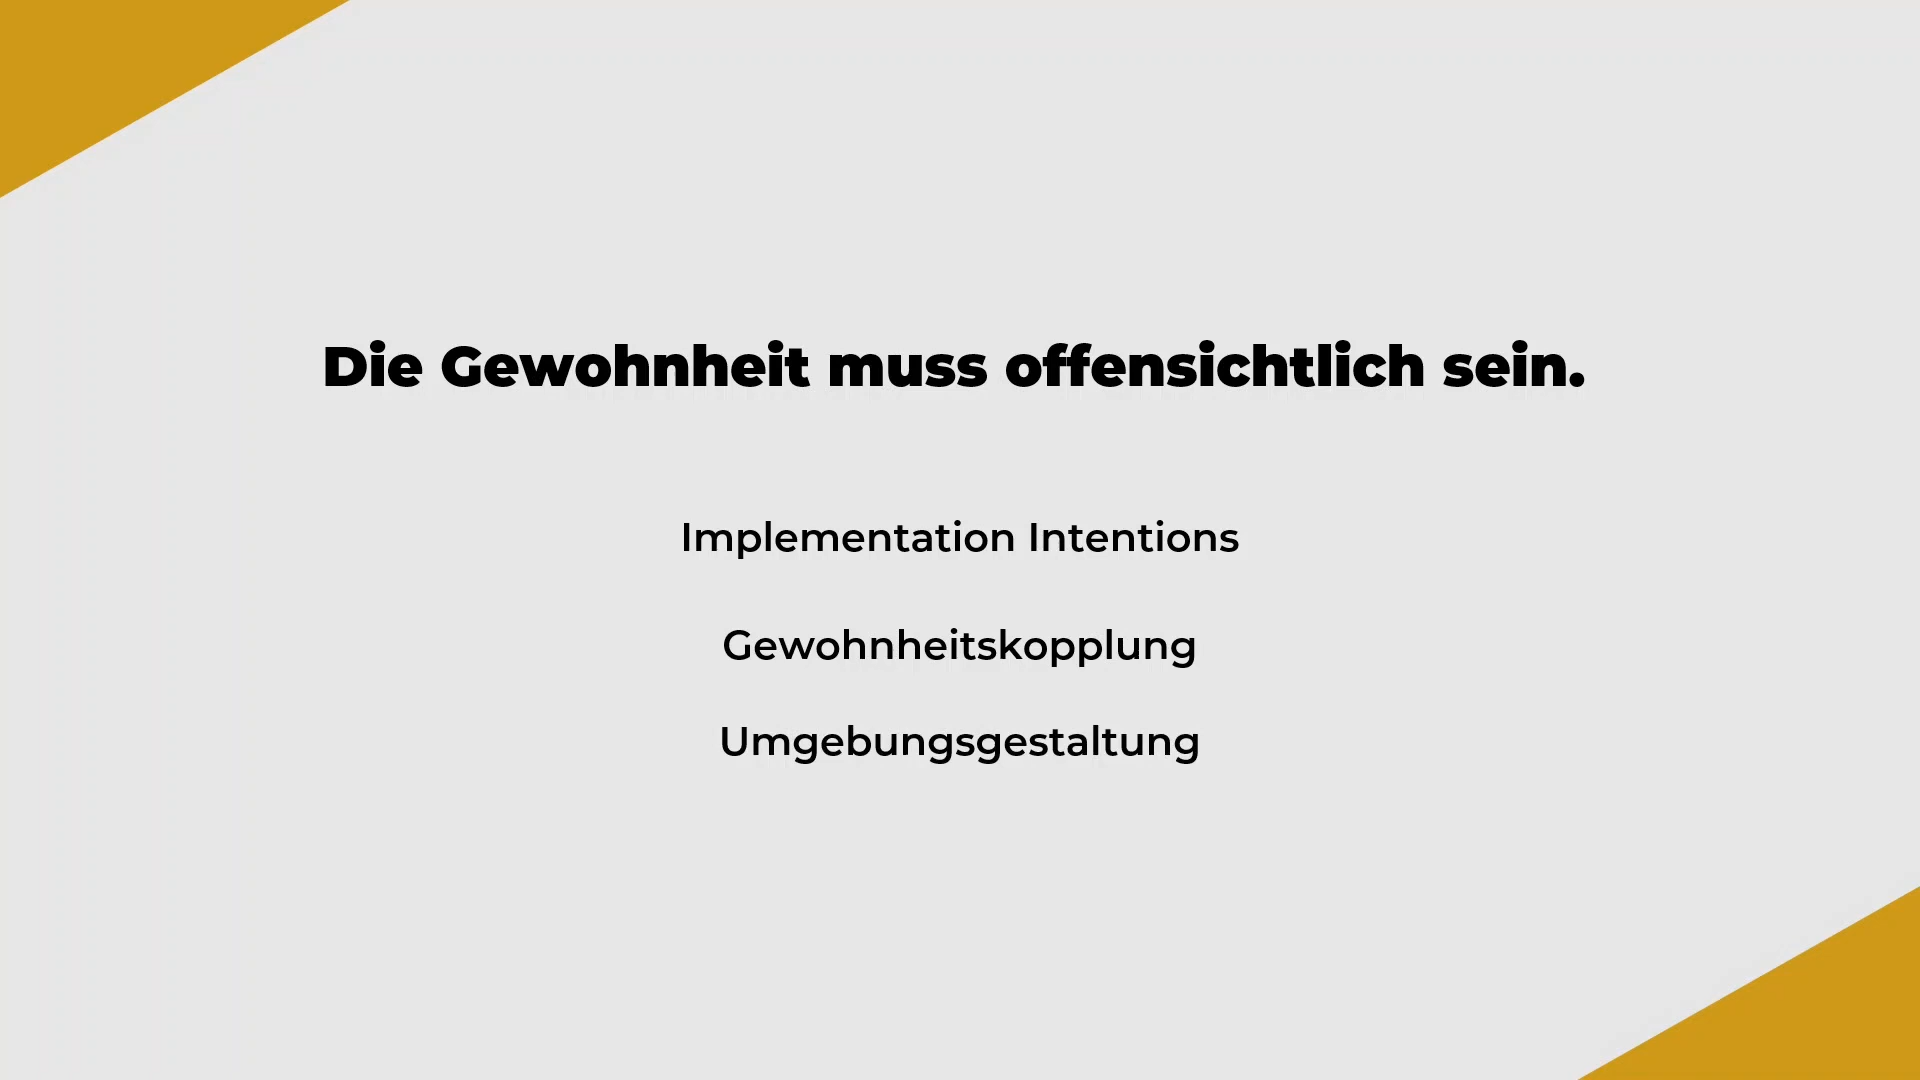 Die Gewohnheit muss offensichtlich sein.
Implementation Intentions
Gewohnheitskopplung
Umgebungsgestaltung